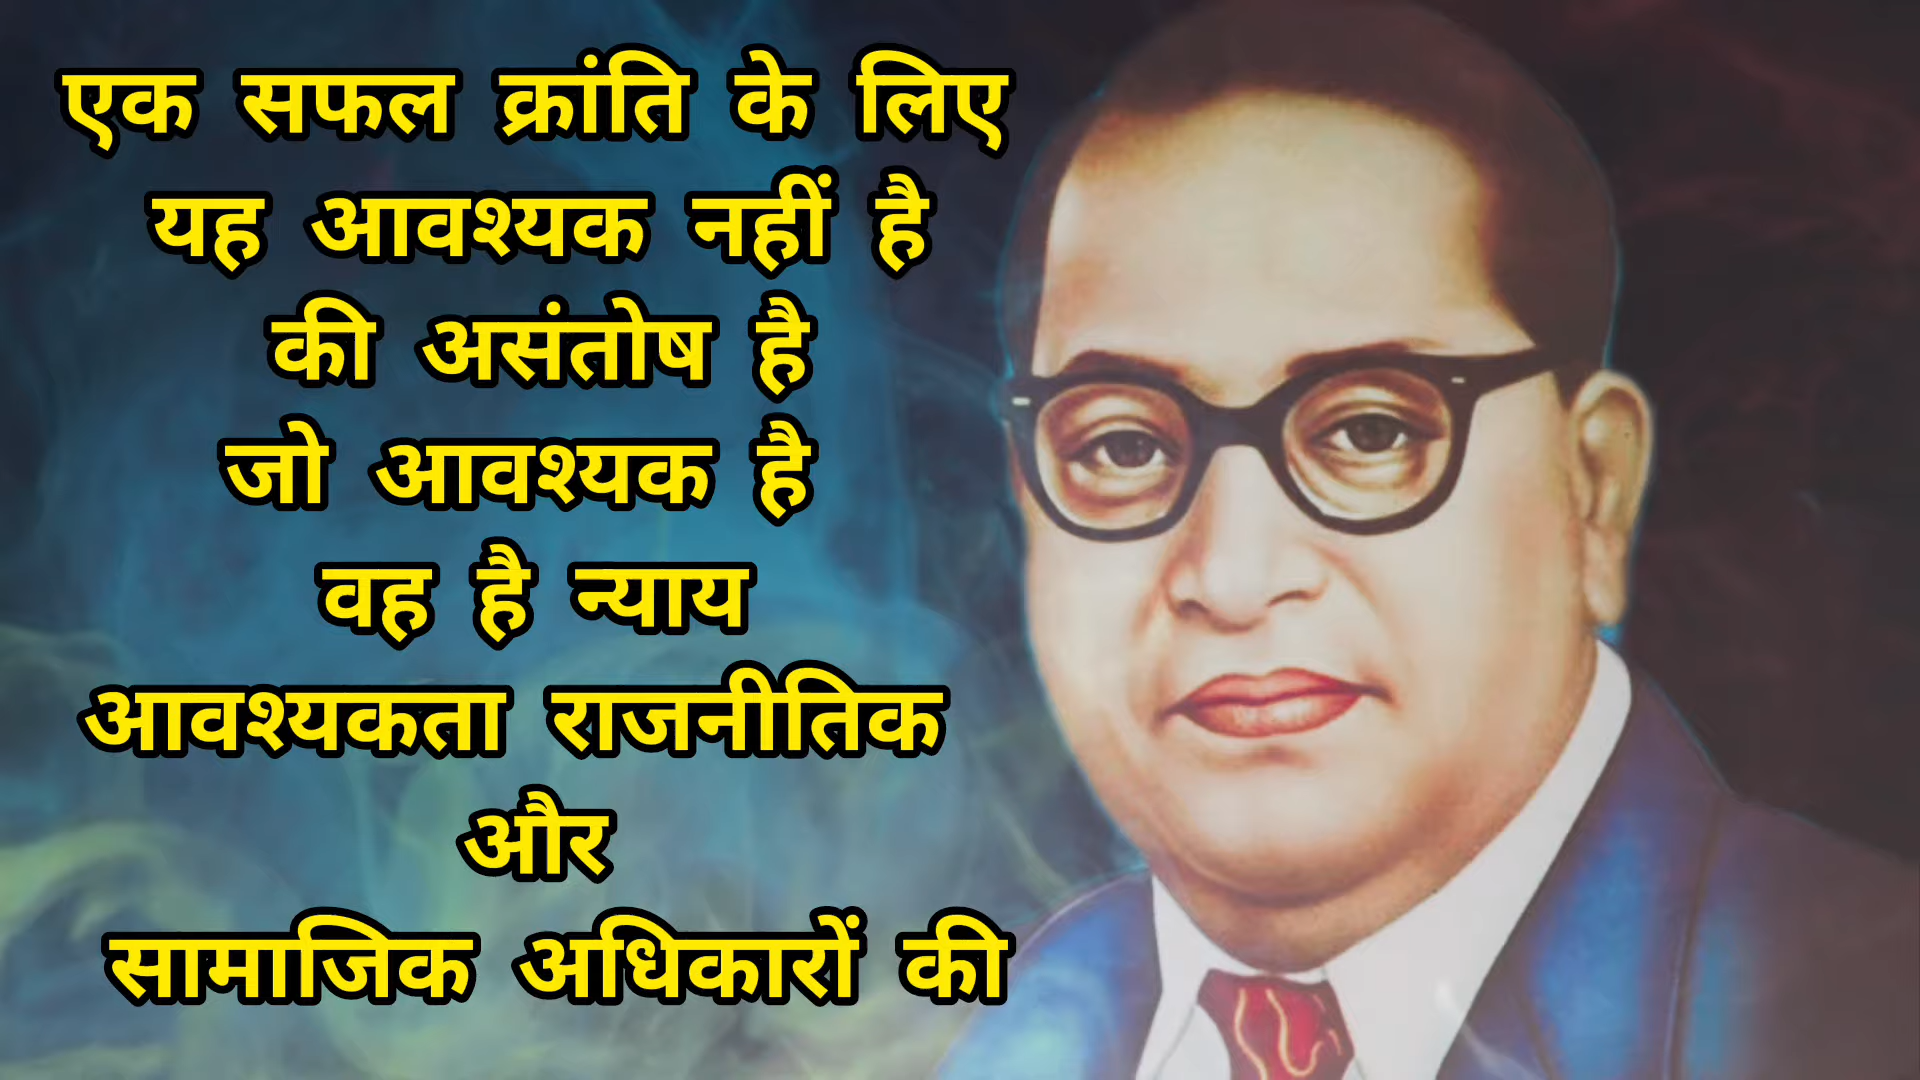 एक सफल क्रांति के लिए
यह आवश्यक नहीं है
की असंतोष है
जो आवश्यक है
वह है न्याय
आवश्यकता राजनीतिक
और
सामाजिक अधिकारों की